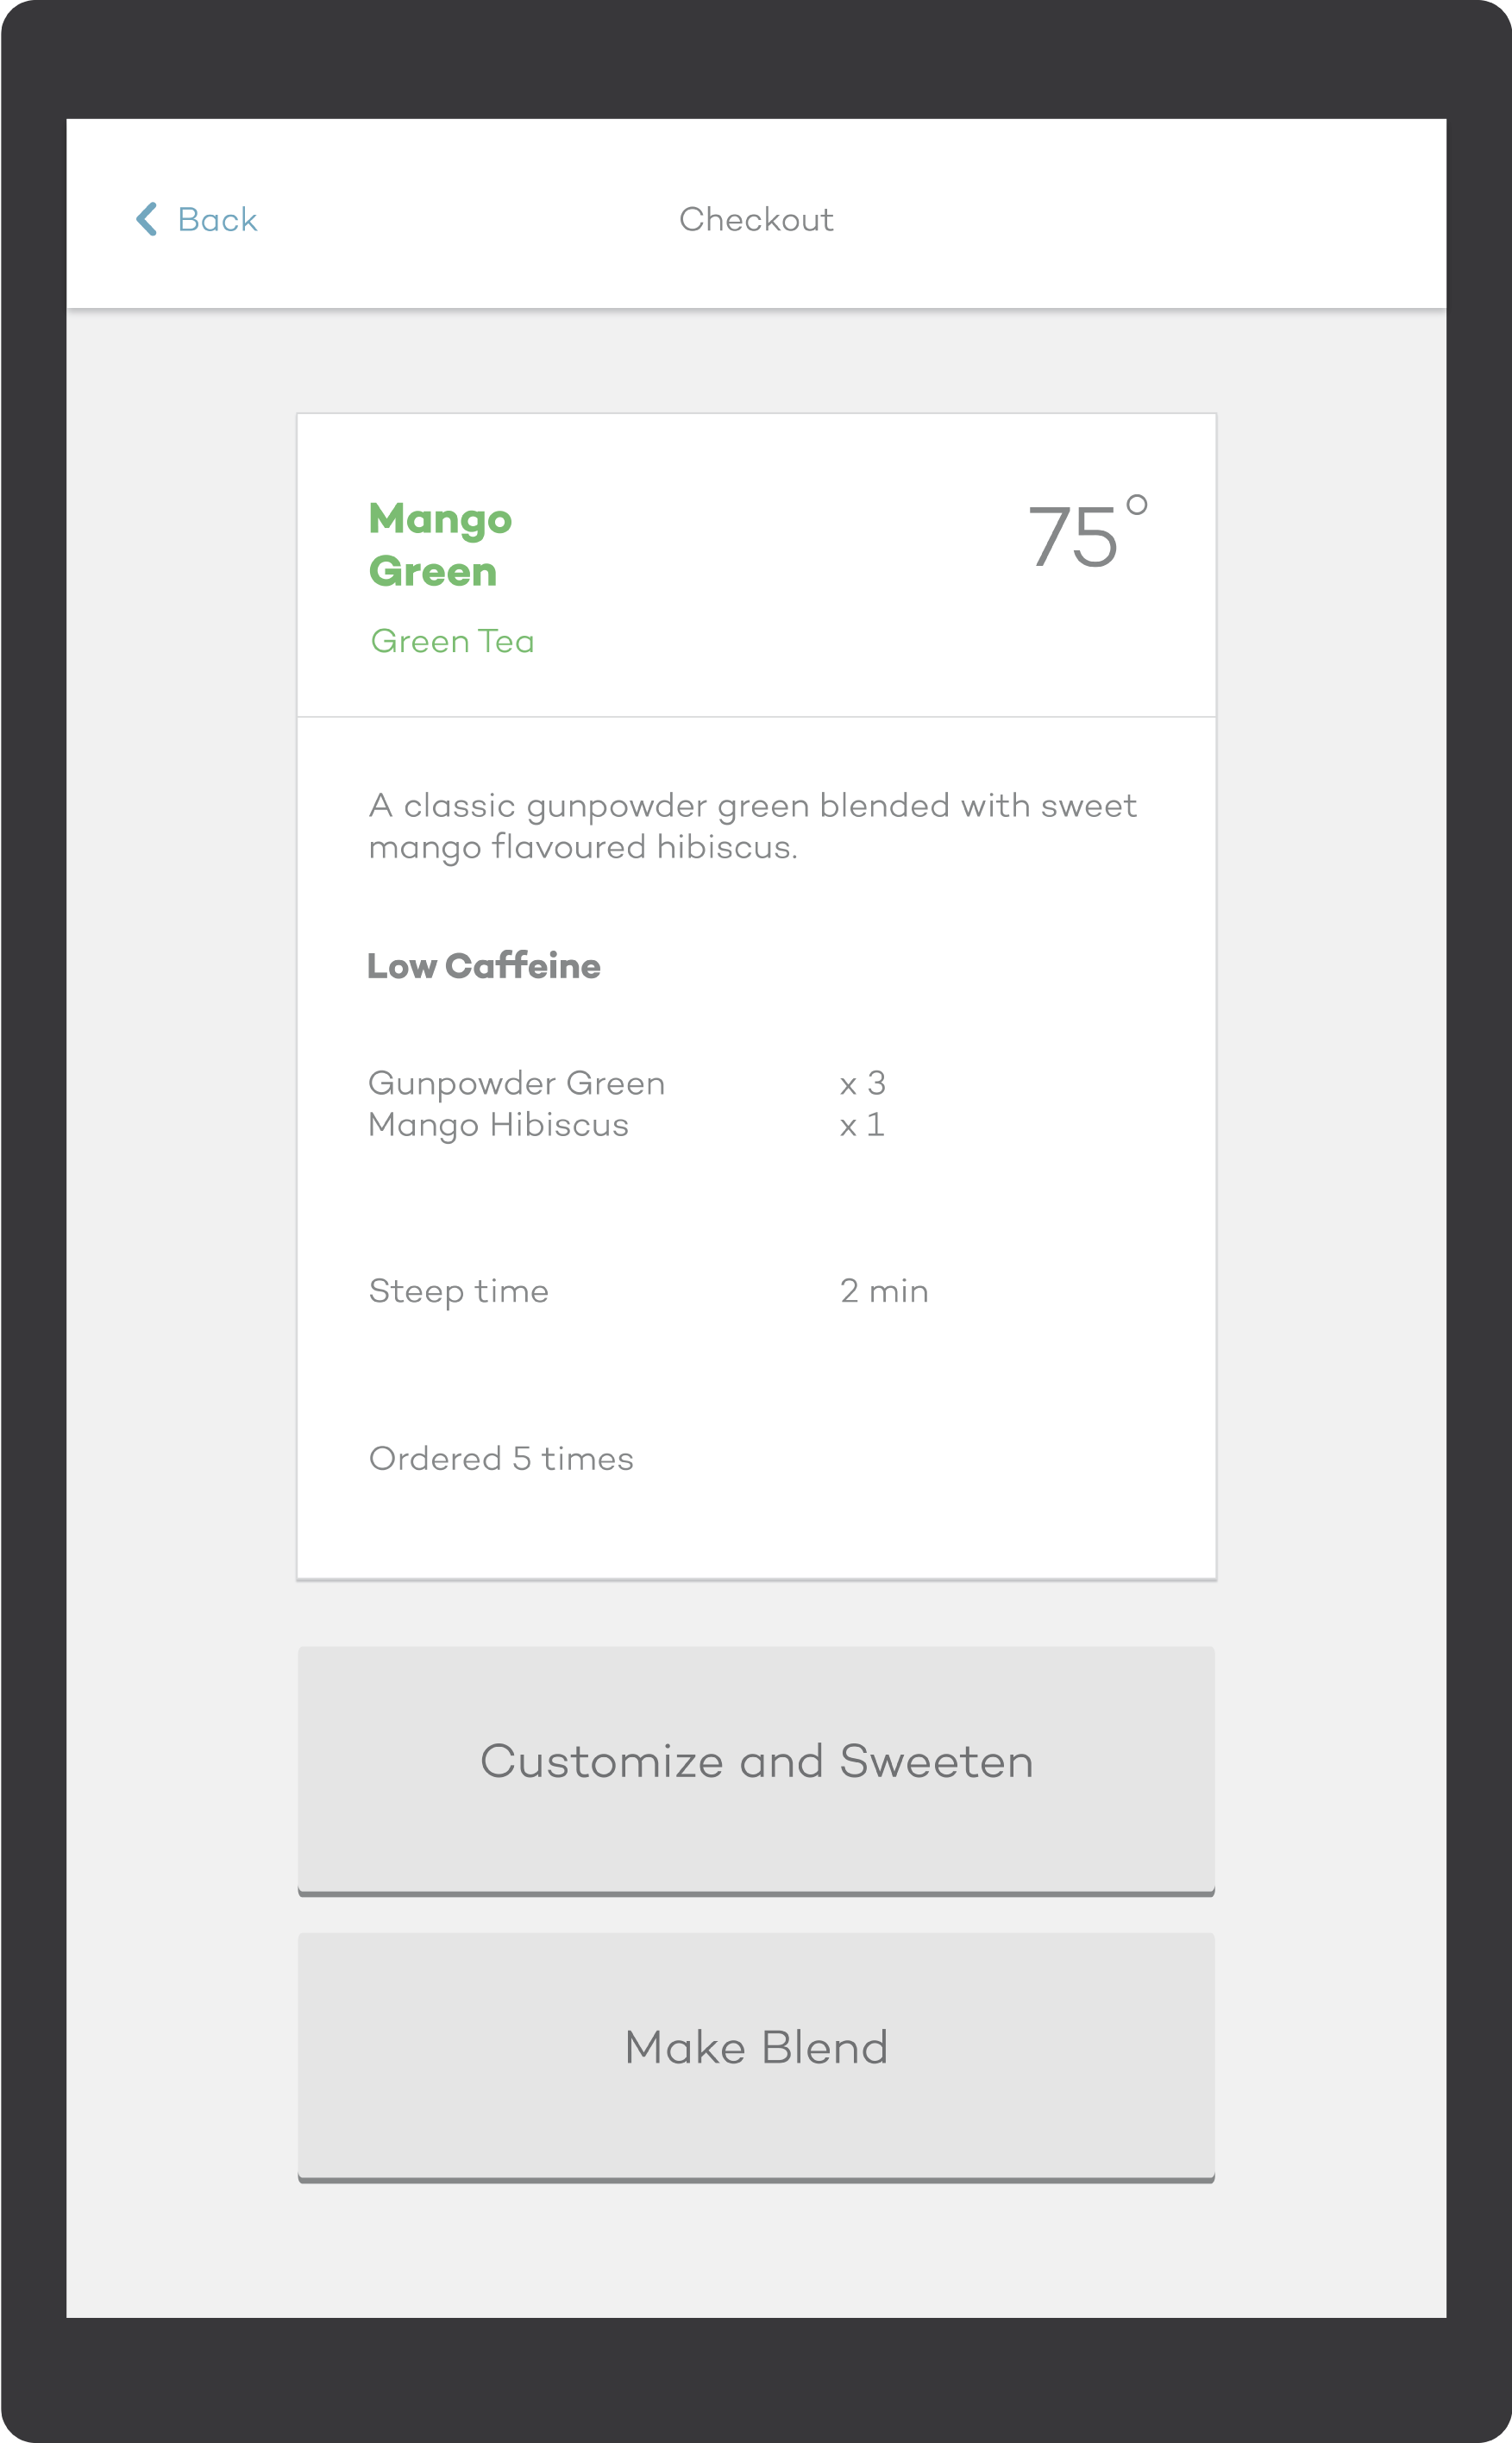 Back
Checkout
Mango
Green
75°
Green Tea
A classic gunpowder green blended with sweet
mango flavoured hibiscus.
Low Caffeine
Gunpowder Green x 3
Mango Hibiscus x 1
Steep time 2 min
Ordered 5 times
Customize and Sweeten
Make Blend